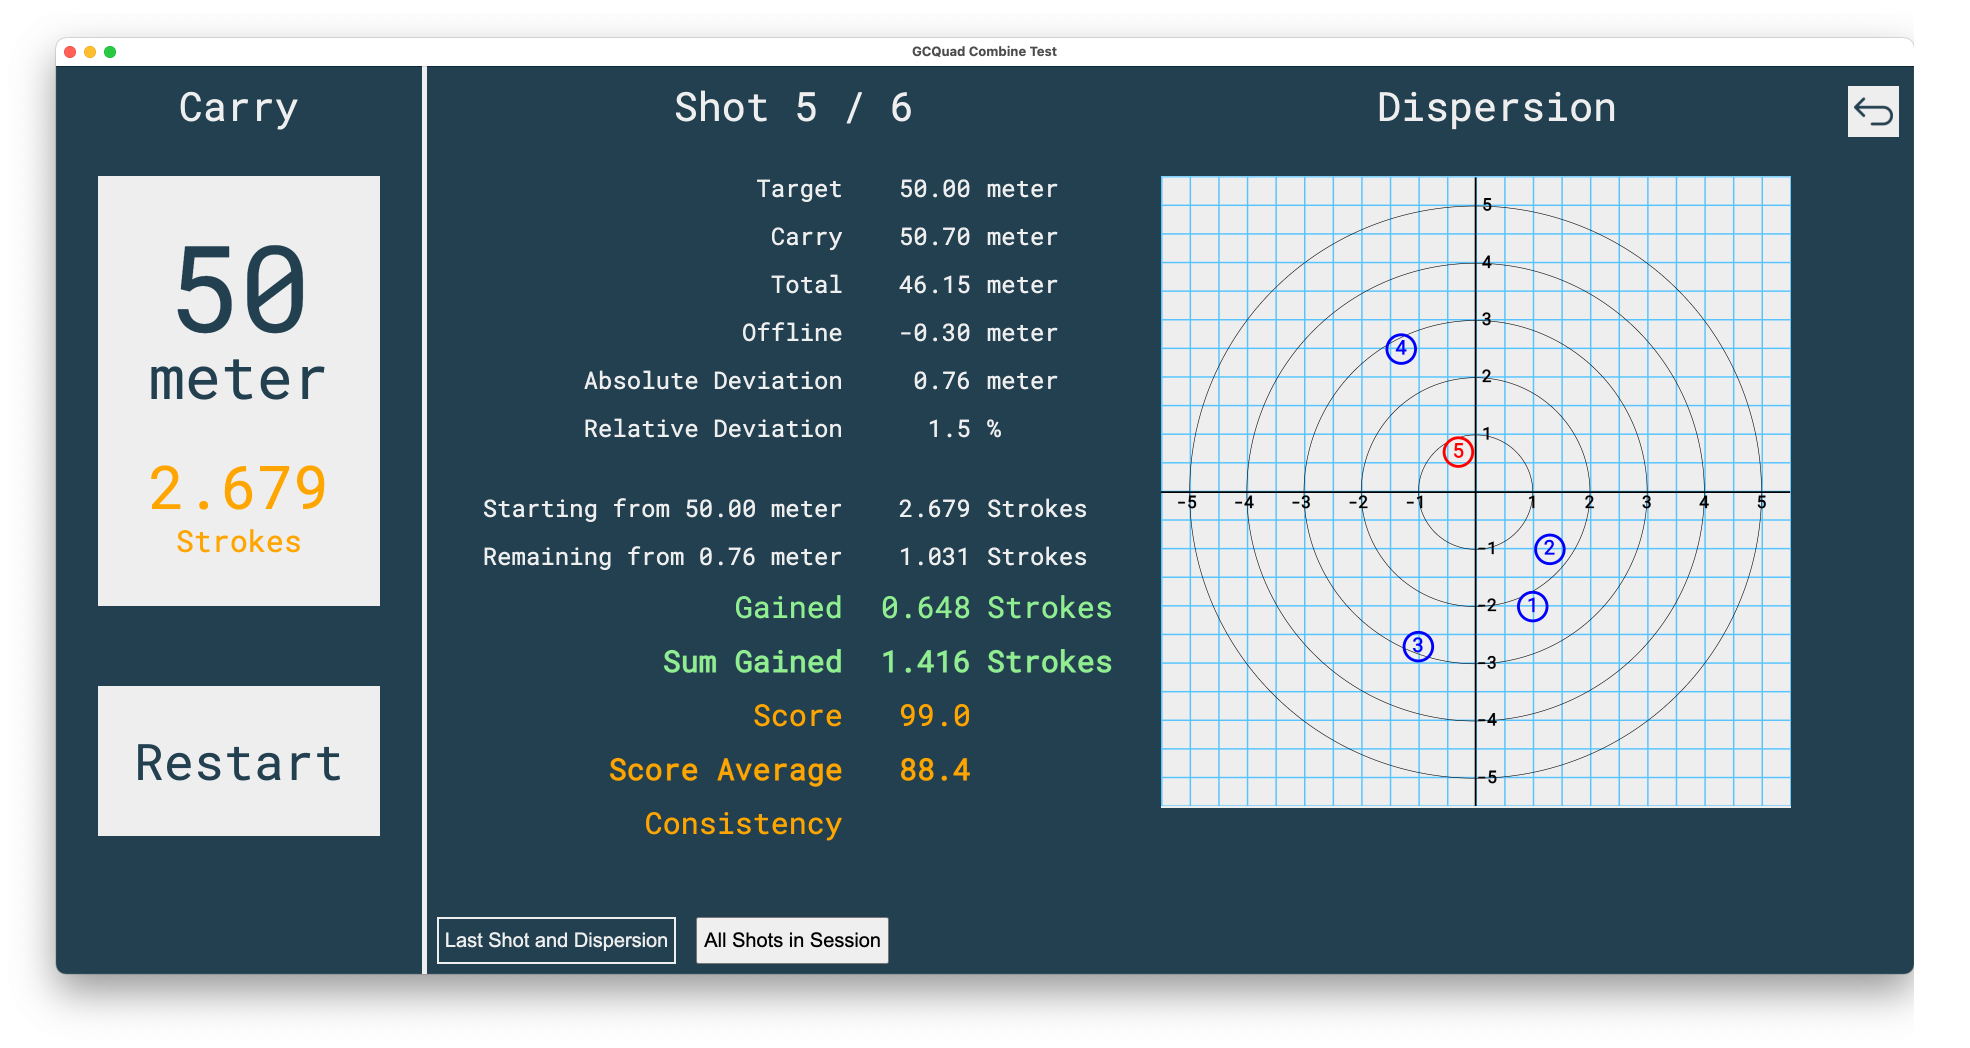 GCQuad Combine Test
Carry
50
meter
2.679
Strokes
Restart
Shot 5 / 6
Target 50.00 meter
Carry 50.70 meter
Total 46.15 meter
Offline -0.30 meter
Absolute Deviation 0.76 meter
Relative Deviation 1.5 %
Starting from 50.00 meter 2.679 Strokes
Remaining from 0.76 meter 1.031 Strokes
Gained 0.648 Strokes
Sum Gained 1.416 Strokes
Score 99.0
Score Average 88.4
Consistency
Last Shot and Dispersion
All Shots in Session
Dispersion
5
4
3
4
2
1
5
-5 -4 -3 -2 -1 1 2 3 4 5
-1
2
-2
1
3
-3
-4
-5